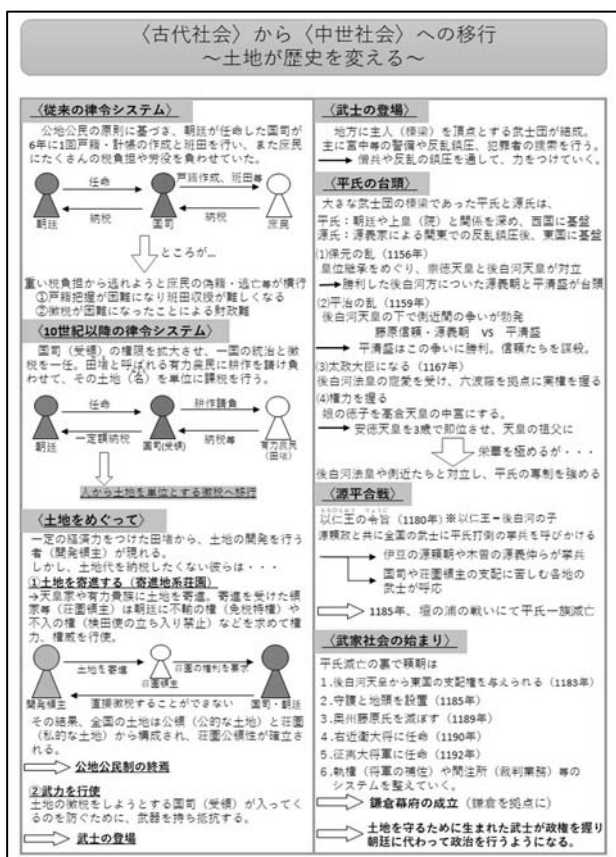 〈古代社会〉から〈中世社会〉への移行
～土地が歴史を変える～
〈従来の律令システム〉
公地公民の原則に基づき、朝廷が任命した国司が
6年に1回戸籍・計帳の作成と班田を行い、また庶民
にたくさんの税負担や労役を負わせていた。
任命
戸籍作成、班田等
納税
納税
朝廷
国司
庶民
ところが…
重い税負担から逃れようと庶民の偽籍・逃亡等が横行
①戸籍把握が困難になり班田収授が難しくなる
②徴税が困難になったことによる財政難
〈10世紀以降の律令システム〉
国司（受領）の権限を拡大させ、一国の統治と徴
税を一任。田堵と呼ばれる有力農民に耕作を請け負
わせて、その土地（名）を単位に課税を行う。
任命
耕作請負
一定額納税
納税等
朝廷
国司(受領)
有力庶民
（田堵）
人から土地を単位とする徴税へ移行
〈土地をめぐって〉
一定の経済力をつけた田堵から、土地の開発を行う
者（開発領主）が現れる。
しかし、土地代を納税したくない彼らは・・・
①土地を寄進する（寄進地系荘園）
→天皇家や有力貴族に土地を寄進。寄進を受けた領
家等（荘園領主）は朝廷に不輸の権（免税特権）や
不入の権（検田使の立ち入り禁止）などを求めて権
力、権威を行使。
土地を寄進
荘園の権利を要求
荘園領主
直接徴税することができない
開発領主
国司・朝廷
その結果、全国の土地は公領（公的な土地）と荘園
（私的な土地）から構成され、荘園公領性が確立さ
れる。
公地公民制の終焉
②武力を行使
土地の徴税をしようとする国司（受領）が入ってく
るのを防ぐために、武器を持ち抵抗する。
武士の登場
〈武士の登場〉
地方に主人（棟梁）を頂点とする武士団が結成。
主に宮中等の警備や反乱鎮圧、犯罪者の捜索を行う。
僧兵や反乱の鎮圧を通して、力をつけていく。
〈平氏の台頭〉
大きな武士団の棟梁であった平氏と源氏は、
平氏：朝廷や上皇（院）と関係を深め、西国に基盤
源氏：源義家による関東での反乱鎮圧後、東国に基盤
(1)保元の乱（1156年）
皇位継承をめぐり、崇徳天皇と後白河天皇が対立
勝利した後白河方についた源義朝と平清盛が台頭
(2)平治の乱（1159年）
後白河天皇の下で側近間の争いが勃発
藤原信頼・源義朝 VS 平清盛
平清盛はこの争いに勝利。信頼たちを謀殺。
(3)太政大臣になる（1167年）
後白河法皇の寵愛を受け、六波羅を拠点に実権を握る
(4)権力を握る
娘の徳子を高倉天皇の中宮にする。
安徳天皇を3歳で即位させ、天皇の祖父に
栄華を極めるが・・・
後白河法皇や側近たちと対立し、平氏の専制を強める
〈源平合戦〉
以仁王の令旨（1180年）※以仁王＝後白河の子
源頼政と共に全国の武士に平氏打倒の挙兵を呼びかける
伊豆の源頼朝や木曽の源義仲らが挙兵
国司や荘園領主の支配に苦しむ各地の
武士が呼応
1185年、壇の浦の戦いにて平氏一族滅亡
〈武家社会の始まり〉
平氏滅亡の裏で頼朝は
1.後白河天皇から東国の支配権を与えられる（1183年）
2.守護と地頭を設置（1185年）
3.奥州藤原氏を滅ぼす（1189年）
4.右近衛大将に任命（1190年）
5.征夷大将軍に任命（1192年）
6.執権（将軍の補佐）や問注所（裁判業務）等の
システムを整えていく。
鎌倉幕府の成立（鎌倉を拠点に）
土地を守るために生まれた武士が政権を握り
朝廷に代わって政治を行うようになる。